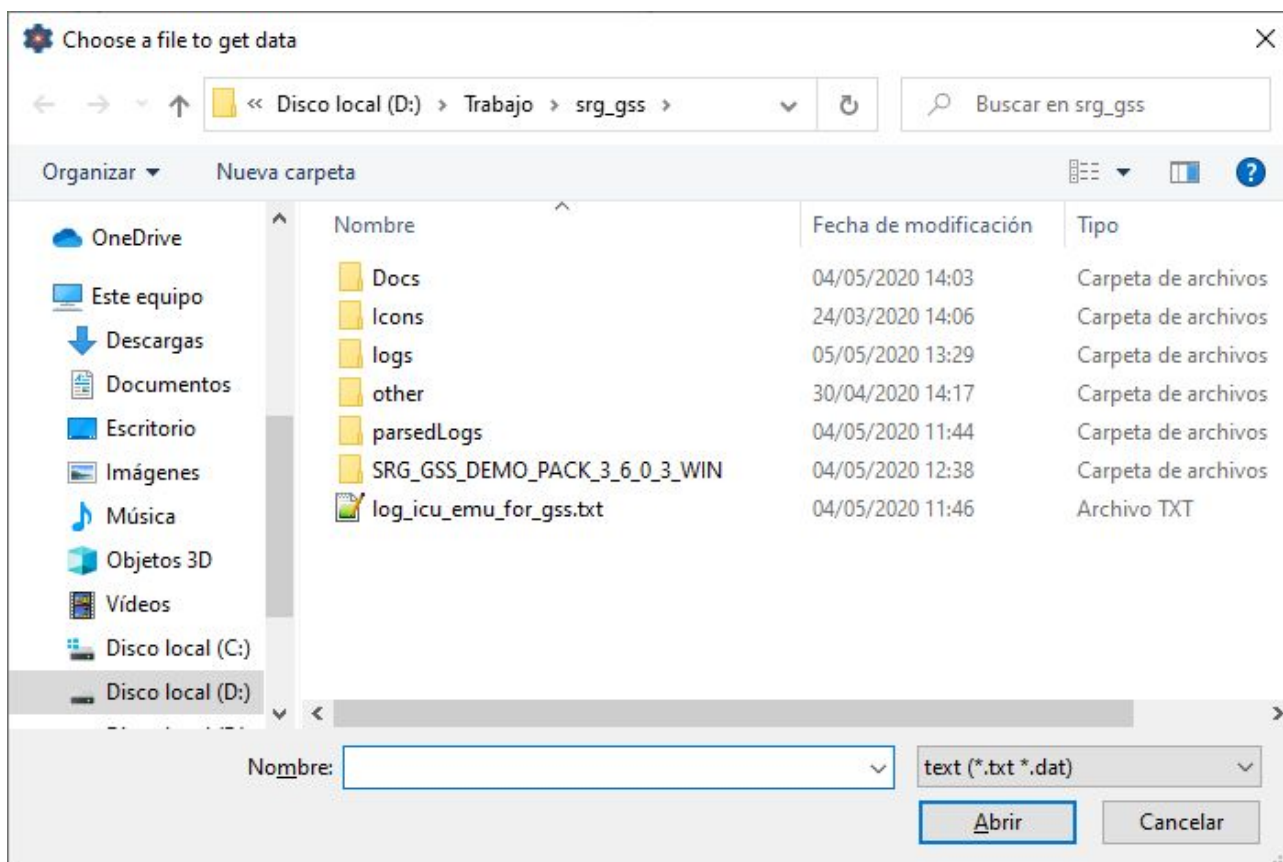 Choose a file to get data
« Disco local (D:) › Trabajo › srg_gss ›
Buscar en srg_gss
Organizar
Nueva carpeta
?
OneDrive
Este equipo
Descargas
Documentos
Escritorio
Imágenes
Música
Objetos 3D
Vídeos
Disco local (C:)
Disco local (D:)
Nombre Fecha de modificación Tipo
Docs 04/05/2020 14:03 Carpeta de archivos
Icons 24/03/2020 14:06 Carpeta de archivos
logs 05/05/2020 13:29 Carpeta de archivos
other 30/04/2020 14:17 Carpeta de archivos
parsedLogs 04/05/2020 11:44 Carpeta de archivos
SRG_GSS_DEMO_PACK_3_6_0_3_WIN 04/05/2020 12:38 Carpeta de archivos
log_icu_emu_for_gss.txt 04/05/2020 11:46 Archivo TXT
Nombre:
text (*.txt *.dat)
Abrir
Cancelar